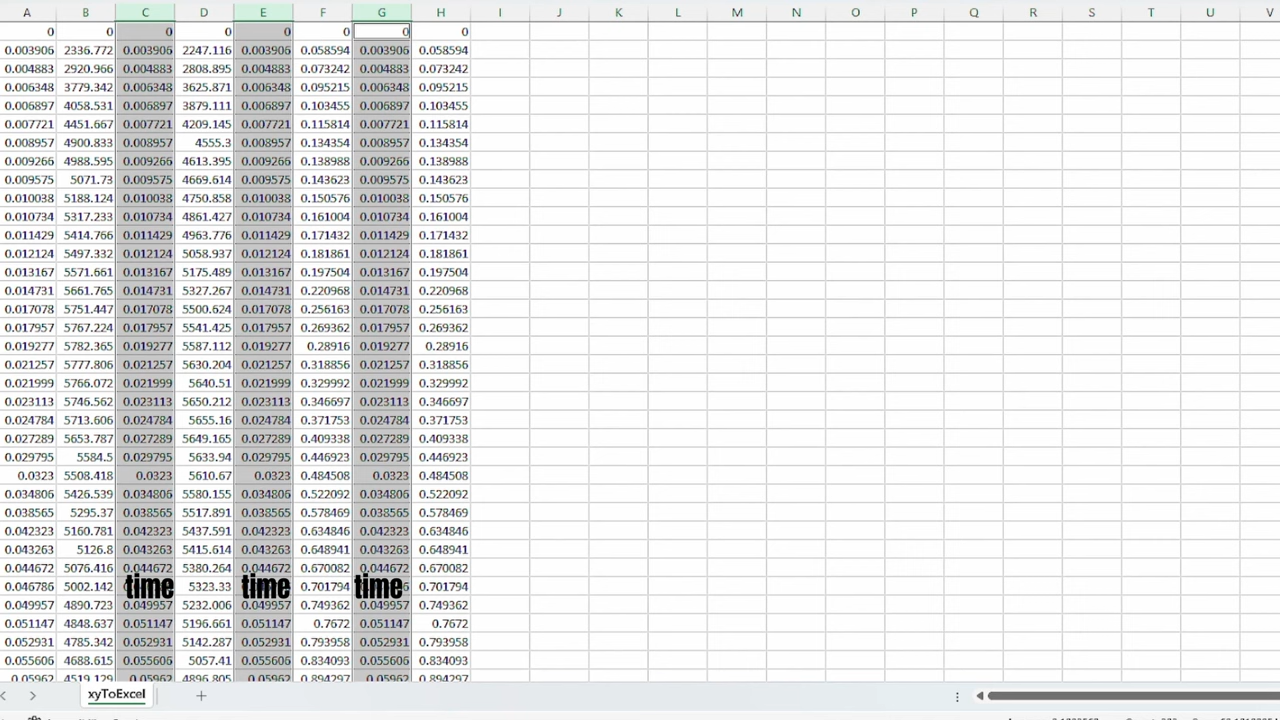 A B C D E F G H I J K L M N O P Q R S T U V
0 0 0 0 0 0 0 0
0.003906 2336.772 0.003906 2247.116 0.003906 0.058594 0.003906 0.058594
0.004883 2920.966 0.004883 2808.895 0.004883 0.073242 0.004883 0.073242
0.006348 3779.342 0.006348 3625.871 0.006348 0.095215 0.006348 0.095215
0.006897 4058.531 0.006897 3879.111 0.006897 0.103455 0.006897 0.103455
0.007721 4451.667 0.007721 4209.145 0.007721 0.115814 0.007721 0.115814
0.008957 4900.833 0.008957 4555.3 0.008957 0.134354 0.008957 0.134354
0.009266 4988.595 0.009266 4613.395 0.009266 0.138988 0.009266 0.138988
0.009575 5071.73 0.009575 4669.614 0.009575 0.143623 0.009575 0.143623
0.010038 5188.124 0.010038 4750.858 0.010038 0.150576 0.010038 0.150576
0.010734 5317.233 0.010734 4861.427 0.010734 0.161004 0.010734 0.161004
0.011429 5414.766 0.011429 4963.776 0.011429 0.171432 0.011429 0.171432
0.012124 5497.332 0.012124 5058.937 0.012124 0.181861 0.012124 0.181861
0.013167 5571.661 0.013167 5175.489 0.013167 0.197504 0.013167 0.197504
0.014731 5661.765 0.014731 5327.267 0.014731 0.220968 0.014731 0.220968
0.017078 5751.447 0.017078 5500.624 0.017078 0.256163 0.017078 0.256163
0.017957 5767.224 0.017957 5541.425 0.017957 0.269362 0.017957 0.269362
0.019277 5782.365 0.019277 5587.112 0.019277 0.28916 0.019277 0.28916
0.021257 5777.806 0.021257 5630.204 0.021257 0.318856 0.021257 0.318856
0.021999 5766.072 0.021999 5640.51 0.021999 0.329992 0.021999 0.329992
0.023113 5746.562 0.023113 5650.212 0.023113 0.346697 0.023113 0.346697
0.024784 5713.606 0.024784 5655.16 0.024784 0.371753 0.024784 0.371753
0.027289 5653.787 0.027289 5649.165 0.027289 0.409338 0.027289 0.409338
0.029795 5584.5 0.029795 5633.94 0.029795 0.446923 0.029795 0.446923
0.0323 5508.418 0.0323 5610.67 0.0323 0.484508 0.0323 0.484508
0.034806 5426.539 0.034806 5580.155 0.034806 0.522092 0.034806 0.522092
0.038565 5295.37 0.038565 5517.891 0.038565 0.578469 0.038565 0.578469
0.042323 5160.781 0.042323 5437.591 0.042323 0.634846 0.042323 0.634846
0.043263 5126.8 0.043263 5415.614 0.043263 0.648941 0.043263 0.648941
0.044672 5076.416 0.044672 5380.264 0.044672 0.670082 0.044672 0.670082
0.046786 5002.142 time 5323.33 time 0.701794 time 0.701794
0.049957 4890.723 0.049957 5232.006 0.049957 0.749362 0.049957 0.749362
0.051147 4848.637 0.051147 5196.661 0.051147 0.7672 0.051147 0.7672
0.052931 4785.342 0.052931 5142.287 0.052931 0.793958 0.052931 0.793958
0.055606 4688.615 0.055606 5057.41 0.055606 0.834093 0.055606 0.834093
0.05962 4519.129 0.05962 4896.805 0.05962 0.894297 0.05962 0.894297
xyToExcel